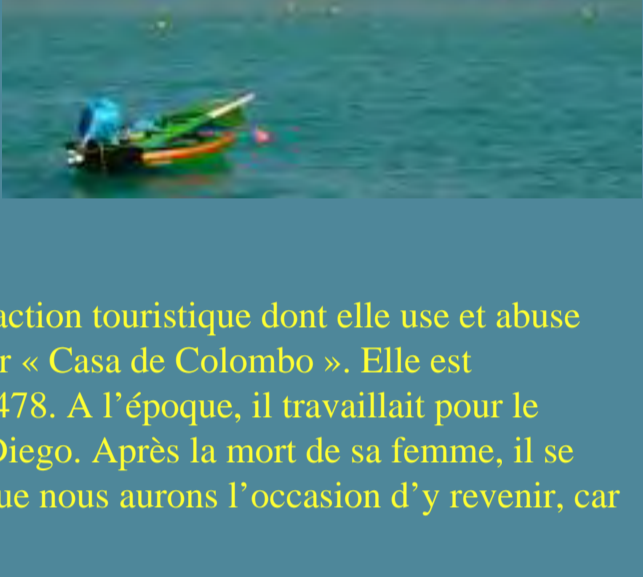 action touristique dont elle use et abuse
r « Casa de Colombo ». Elle est
478. A l’époque, il travaillait pour le
Diego. Après la mort de sa femme, il se
ue nous aurons l’occasion d’y revenir, car